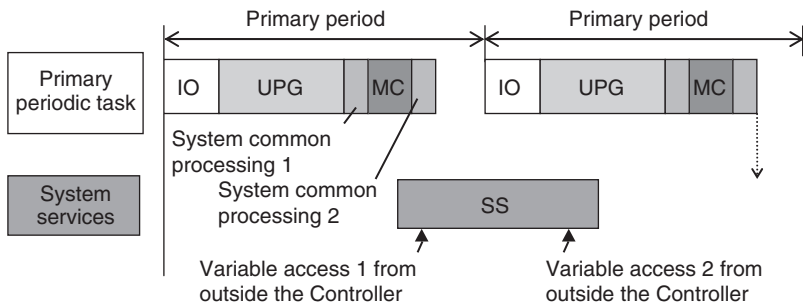 Primary period
Primary period
Primary
periodic task
IO
UPG
MC
IO
UPG
MC
System common
processing 1
System common
processing 2
System
services
SS
Variable access 1 from
outside the Controller
Variable access 2 from
outside the Controller